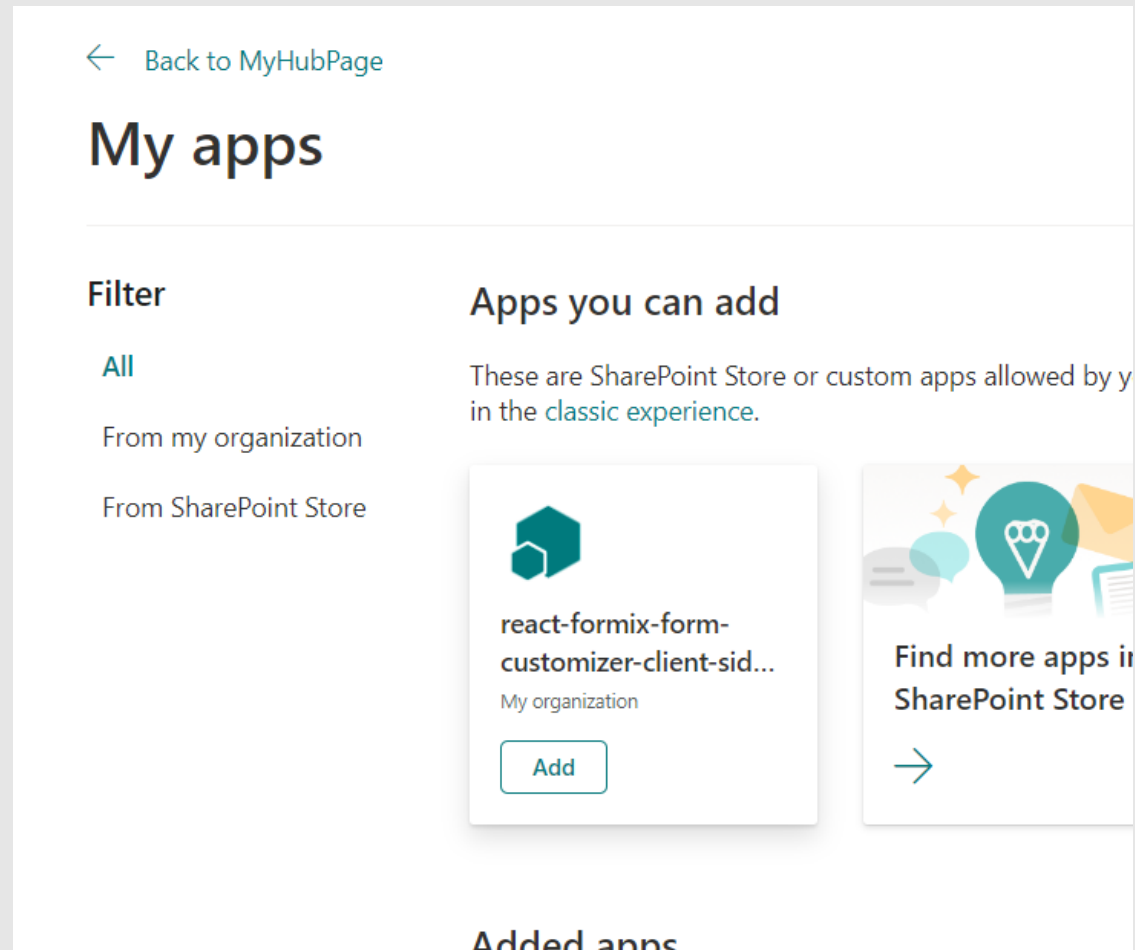 Back to MyHubPage
My apps
Filter
All
From my organization
From SharePoint Store
Apps you can add
These are SharePoint Store or custom apps allowed by
in the classic experience.
react-formix-form-
customizer-client-sid...
My organization
Add
Find more apps
SharePoint Store
Added apps